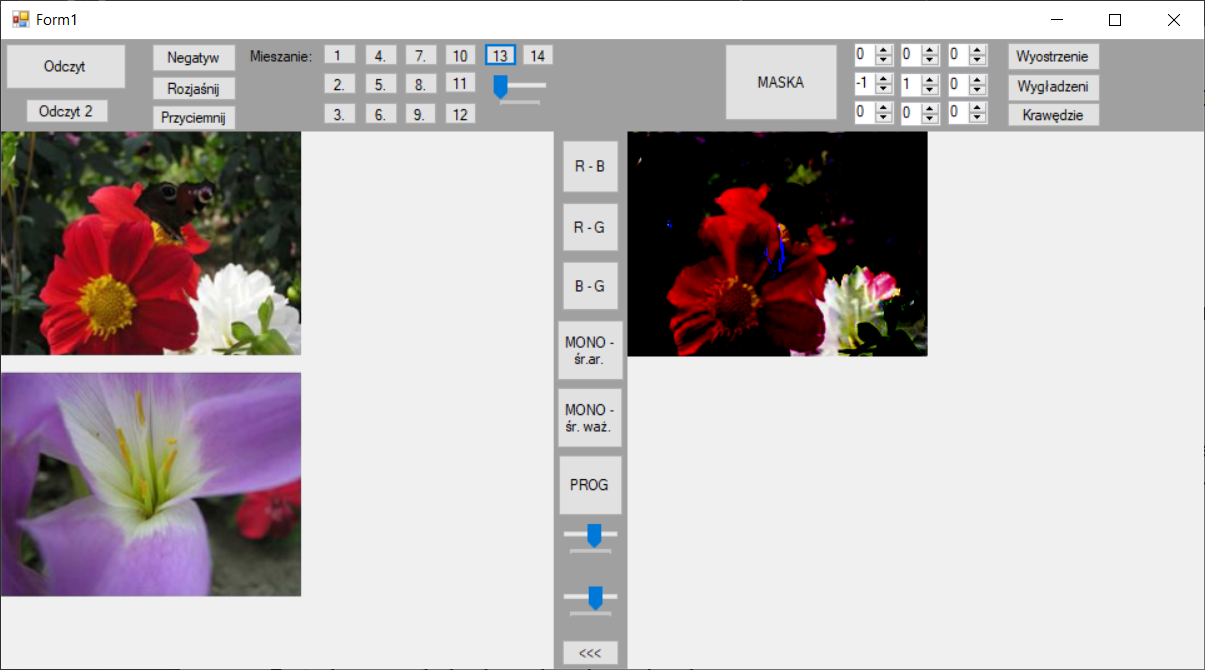 Form1
Odczyt
Odczyt 2
Negatyw
Rozjaśnij
Przyciemnij
Mieszanie:
1 4. 7. 10 13 14
2. 5. 8. 11
3. 6. 9. 12
MASKA
0 0 0
-1 1 0
0 0 0
Wyostrzenie
Wygładzeni
Krawędzie
R - B
R - G
B - G
MONO -
śr.ar.
MONO -
śr. waż.
PROG
<<<